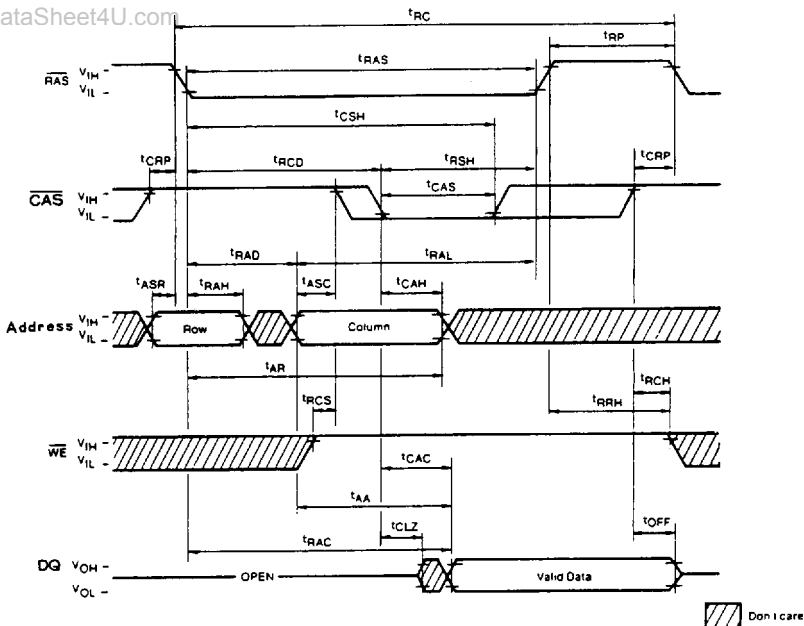 ataSheet4U.com
tRC
tRP
tRAS
RAS VIH
VIL
tCSH
tCRP tRCD tRSH tCRP
tCAS
CAS VIH
VIL
tRAD tRAL
tASR tRAH tASC tCAH
Address VIH
VIL
Row Column
tAR
tRCS tRCH
tRRH
WE VIH
VIL
tCAC
tAA
tCLZ tOFF
tRAC
DQ VOH
VOL
OPEN Valid Data
Don t care